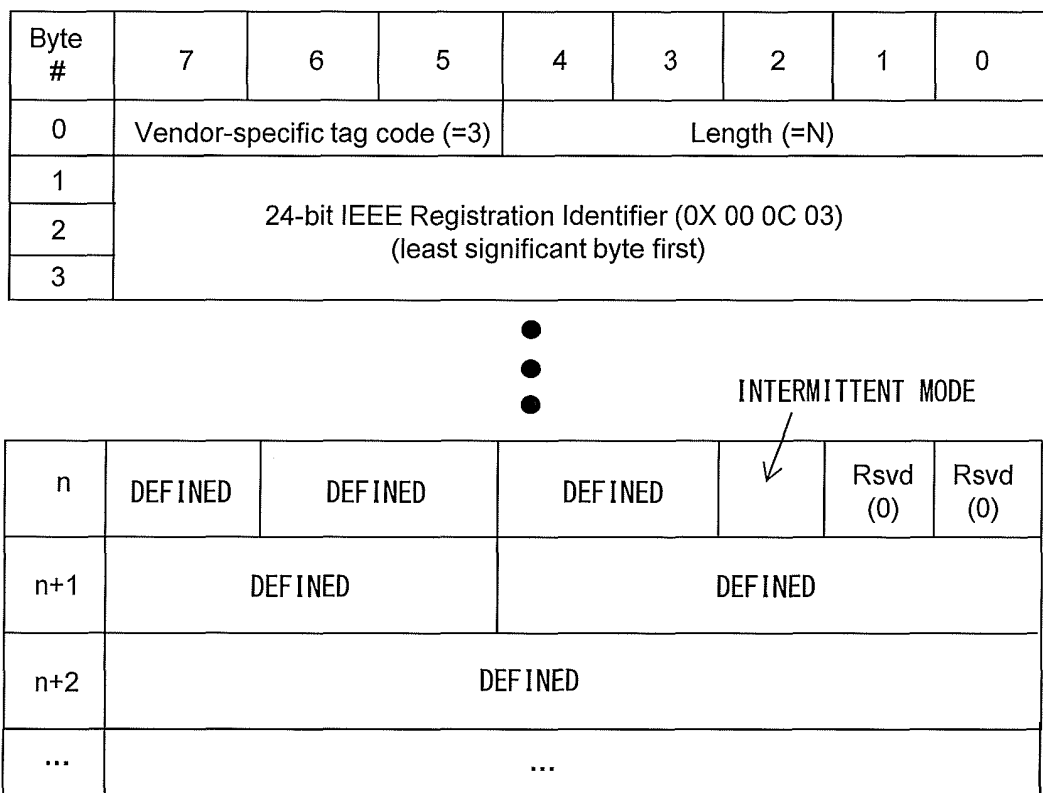 Byte # 7 6 5 4 3 2 1 0
0 Vendor-specific tag code (=3) Length (=N)
1
24-bit IEEE Registration Identifier (0X 00 0C 03)
2
(least significant byte first)
3
INTERMITTENT MODE
n DEFINED DEFINED DEFINED Rsvd (0) Rsvd (0)
n+1 DEFINED DEFINED
n+2 DEFINED
... ...